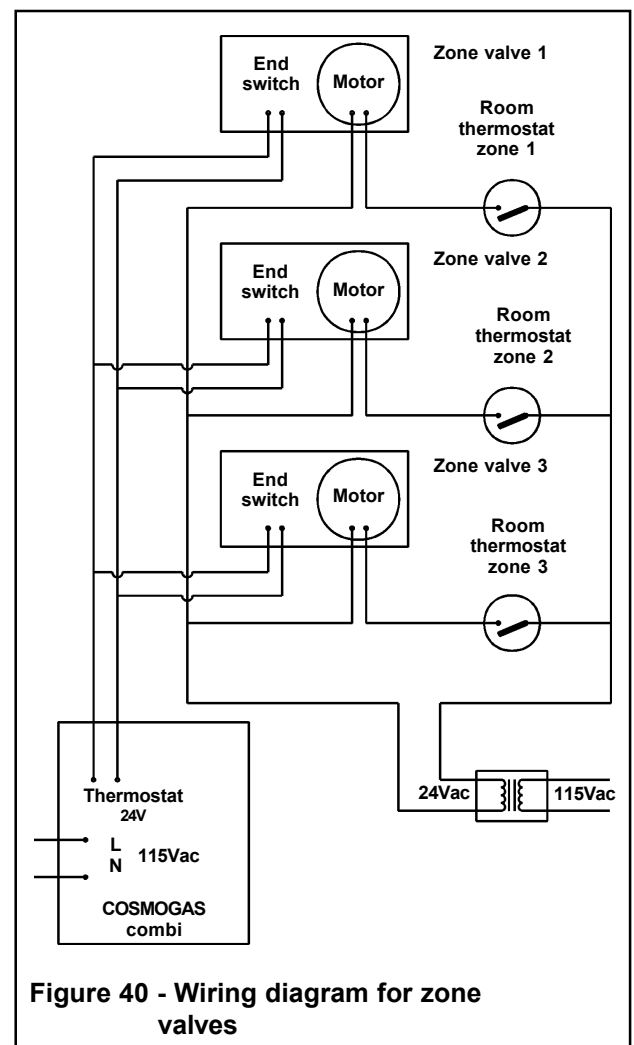 End
switch
Motor
Zone valve 1
Room
thermostat
zone 1
End
switch
Motor
Zone valve 2
Room
thermostat
zone 2
End
switch
Motor
Zone valve 3
Room
thermostat
zone 3
Thermostat
24V
L
N
115Vac
COSMOGAS
combi
24Vac
115Vac
Figure 40 - Wiring diagram for zone
valves